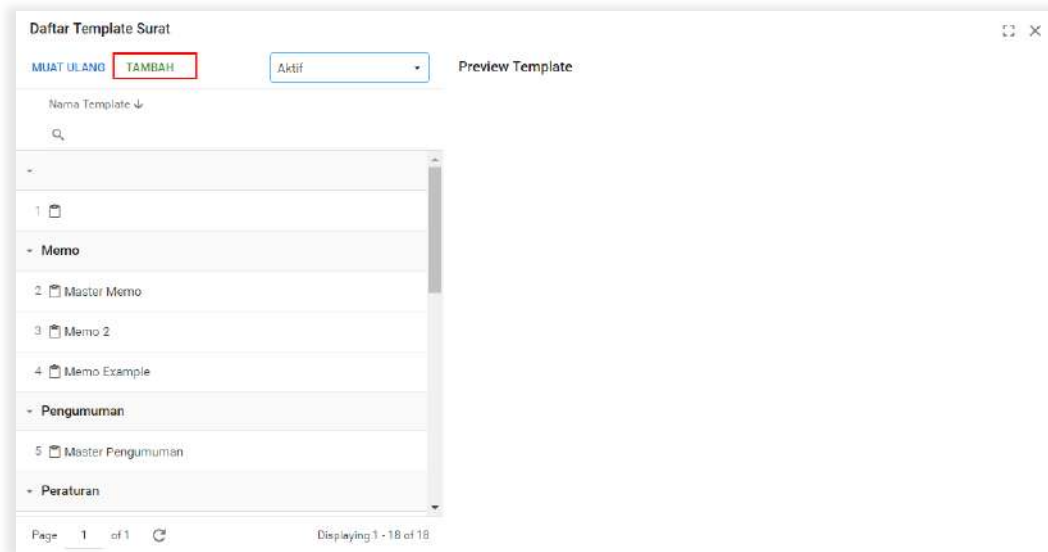 Daftar Template Surat
MUAT ULANG TAMBAH Aktif
Preview Template
Nama Template
1
Memo
2 Master Memo
3 Memo 2
4 Memo Example
Pengumuman
5 Master Pengumuman
Peraturan
Page 1 of 1 Displaying 1 - 18 of 18